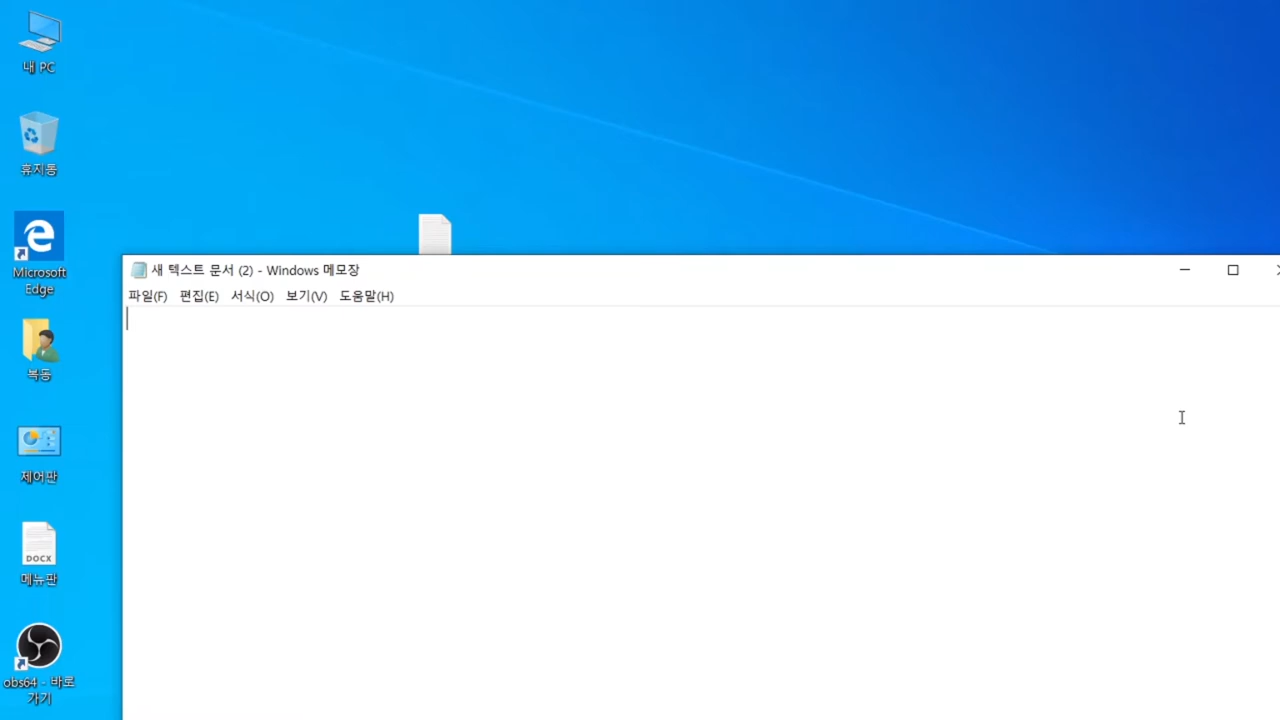 내 PC
휴지통
Microsoft
Edge
복동
제어판
DOCX
메뉴판
obs64 - 바로
가기
새 텍스트 문서 (2) - Windows 메모장
파일(F) 편집(E) 서식(O) 보기(V) 도움말(H)